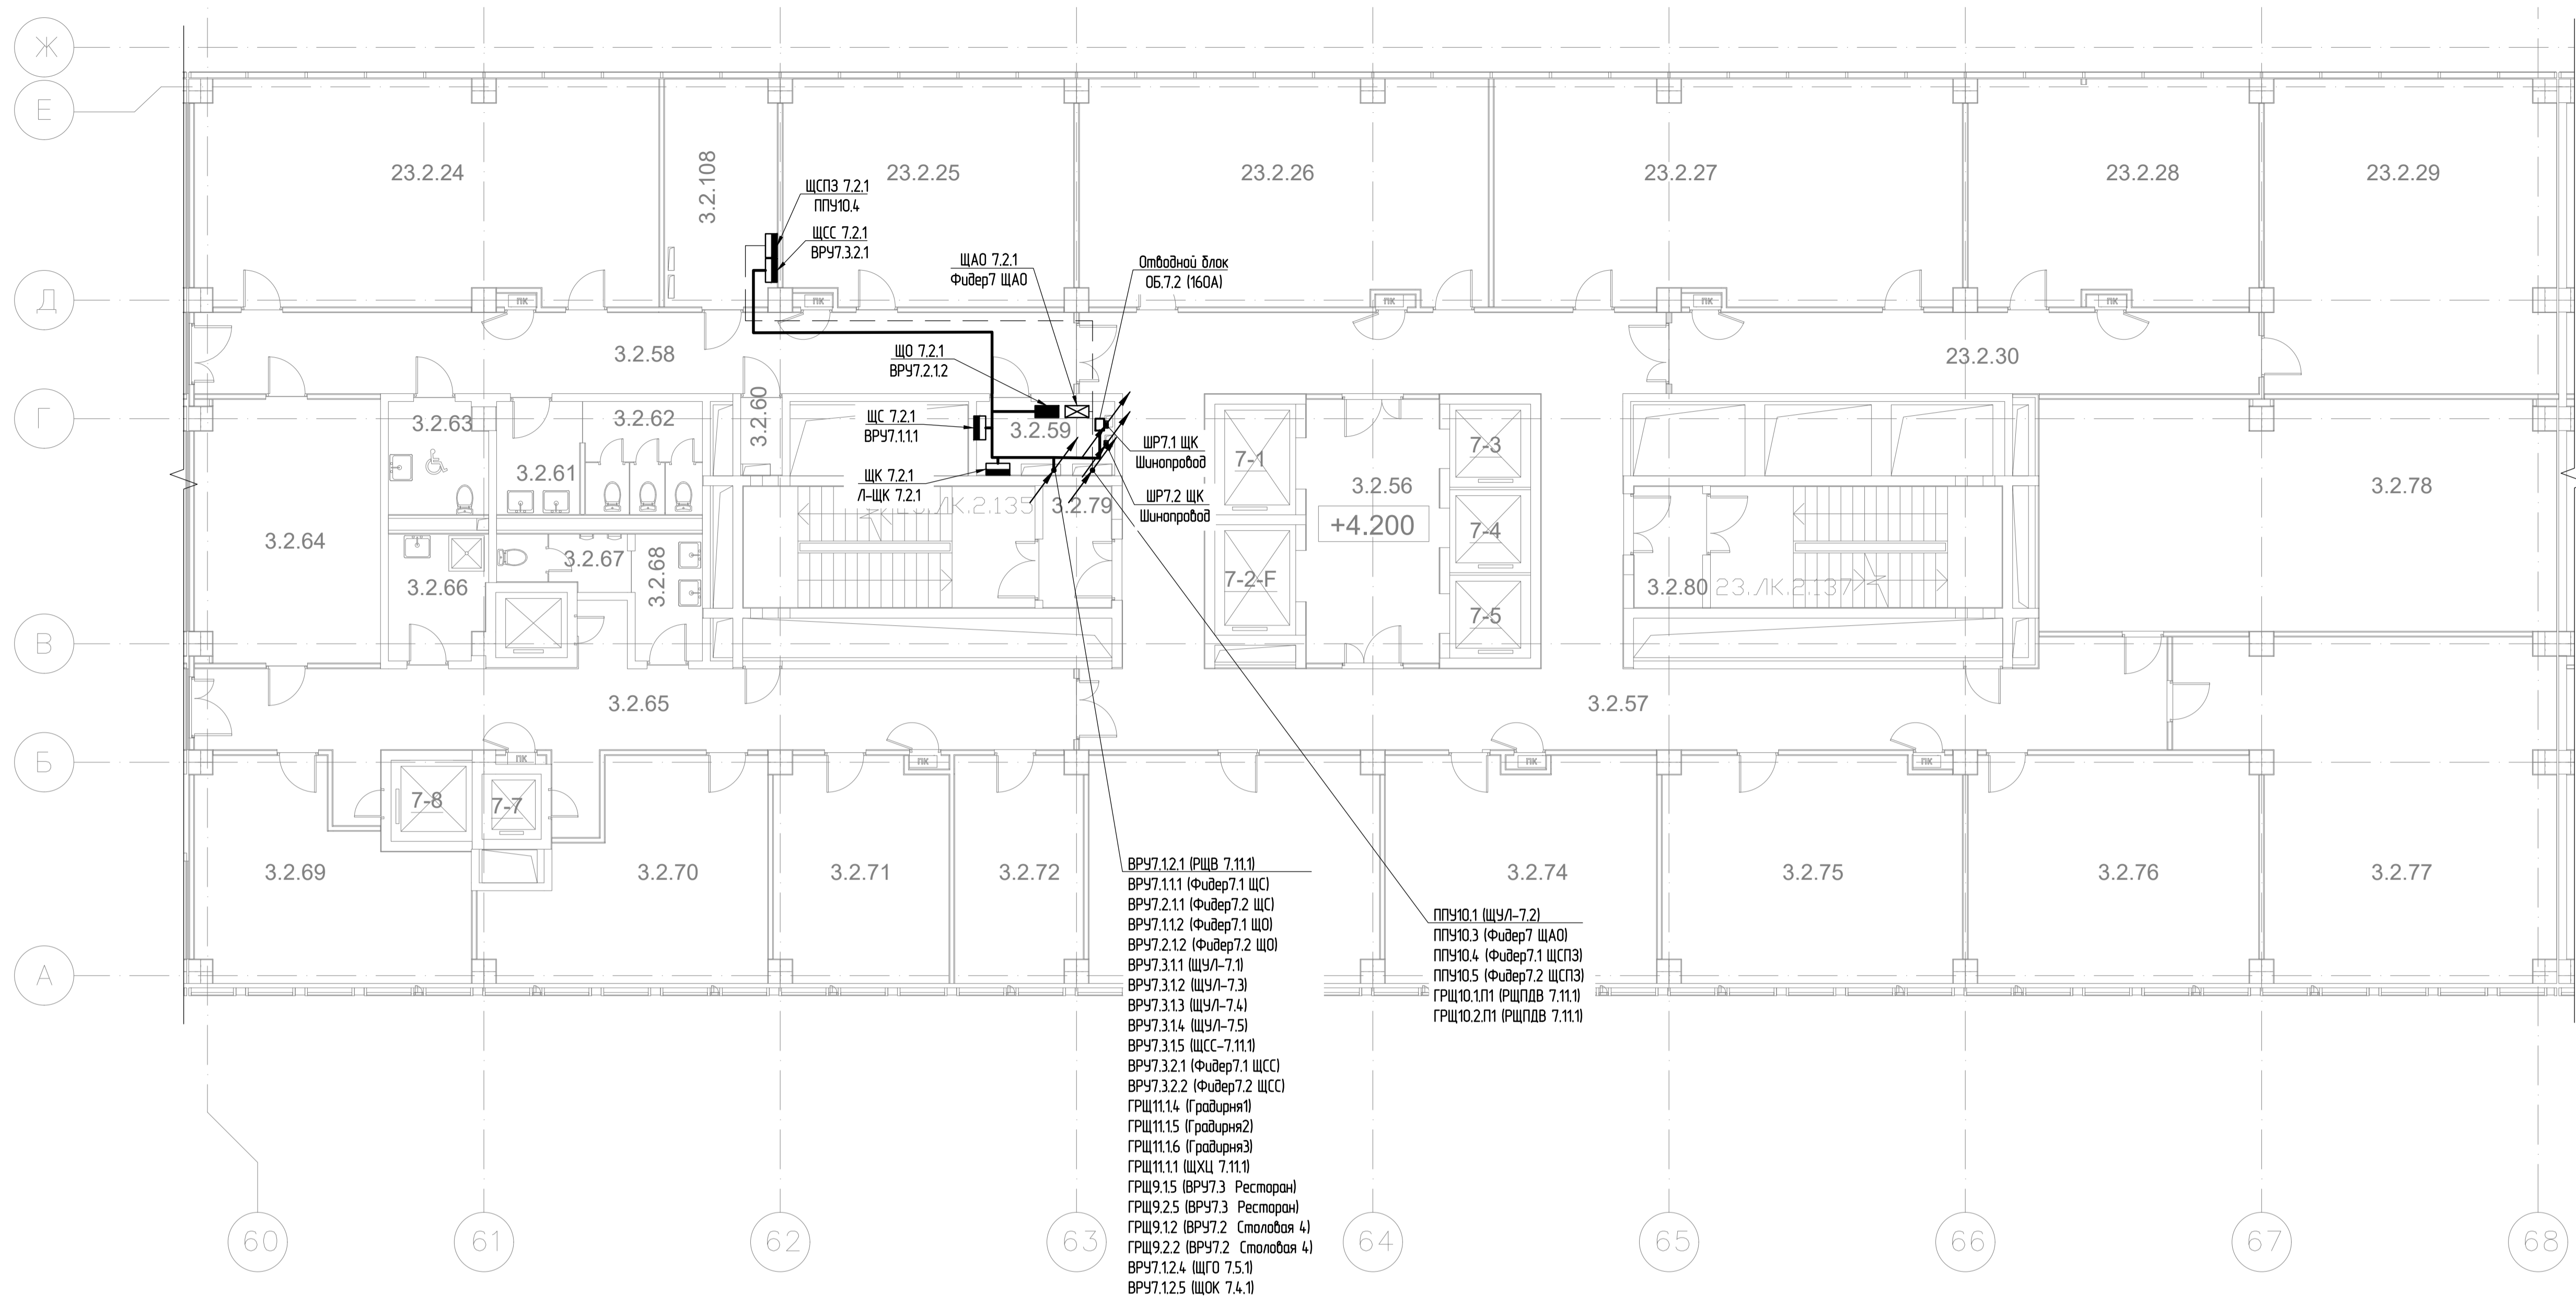 Ж
Е
23.2.24
3.2.108
23.2.25
23.2.26
23.2.27
23.2.28
23.2.29
ЩСПЗ 7.2.1
ППУ10.4
ЩСС 7.2.1
ВРУ7.3.2.1
ЩАО 7.2.1
Фидер7 ЩАО
Отводной блок
ОБ.7.2 (160А)
Д
ПК
ПК
ПК
ПК
ПК
3.2.58
ЩО 7.2.1
ВРУ7.2.1.2
23.2.30
Г
3.2.63
3.2.62
3.2.60
ЩС 7.2.1
ВРУ7.1.1.1
3.2.59
ШР7.1 ЩК
Шинопровод
7-1
7-3
3.2.61
ЩК 7.2.1
Л-ЩК 7.2.1
ЛК.2.135
3.2.79
ШР7.2 ЩК
Шинопровод
3.2.56
3.2.78
3.2.64
+4.200
7-4
3.2.66
3.2.67
3.2.68
7-2-F
3.2.80
23.ЛК.2.137
7-5
В
3.2.65
3.2.57
Б
ПК
ПК
ПК
ПК
7-8
7-7
3.2.69
3.2.70
3.2.71
3.2.72
3.2.74
3.2.75
3.2.76
3.2.77
А
ВРУ7.1.2.1 (РЩВ 7.11.1)
ВРУ7.1.1.1 (Фидер7.1 ЩС)
ВРУ7.2.1.1 (Фидер7.2 ЩС)
ВРУ7.1.1.2 (Фидер7.1 ЩО)
ВРУ7.2.1.2 (Фидер7.2 ЩО)
ВРУ7.3.1.1 (ЩУЛ-7.1)
ВРУ7.3.1.2 (ЩУЛ-7.3)
ВРУ7.3.1.3 (ЩУЛ-7.4)
ВРУ7.3.1.4 (ЩУЛ-7.5)
ВРУ7.3.1.5 (ЩСС-7.11.1)
ВРУ7.3.2.1 (Фидер7.1 ЩСС)
ВРУ7.3.2.2 (Фидер7.2 ЩСС)
ГРЩ11.1.4 (Градирня1)
ГРЩ11.1.5 (Градирня2)
ГРЩ11.1.6 (Градирня3)
ГРЩ11.1.1 (ЩХЦ 7.11.1)
ГРЩ9.1.5 (ВРУ7.3 Ресторан)
ГРЩ9.2.5 (ВРУ7.3 Ресторан)
ГРЩ9.1.2 (ВРУ7.2 Столовая 4)
ГРЩ9.2.2 (ВРУ7.2 Столовая 4)
ВРУ7.1.2.4 (ЩГО 7.5.1)
ВРУ7.1.2.5 (ЩОК 7.4.1)
ППУ10.1 (ЩУЛ-7.2)
ППУ10.3 (Фидер7 ЩАО)
ППУ10.4 (Фидер7.1 ЩСПЗ)
ППУ10.5 (Фидер7.2 ЩСПЗ)
ГРЩ10.1.П1 (РЩПДВ 7.11.1)
ГРЩ10.2.П1 (РЩПДВ 7.11.1)
60
61
62
63
64
65
66
67
68